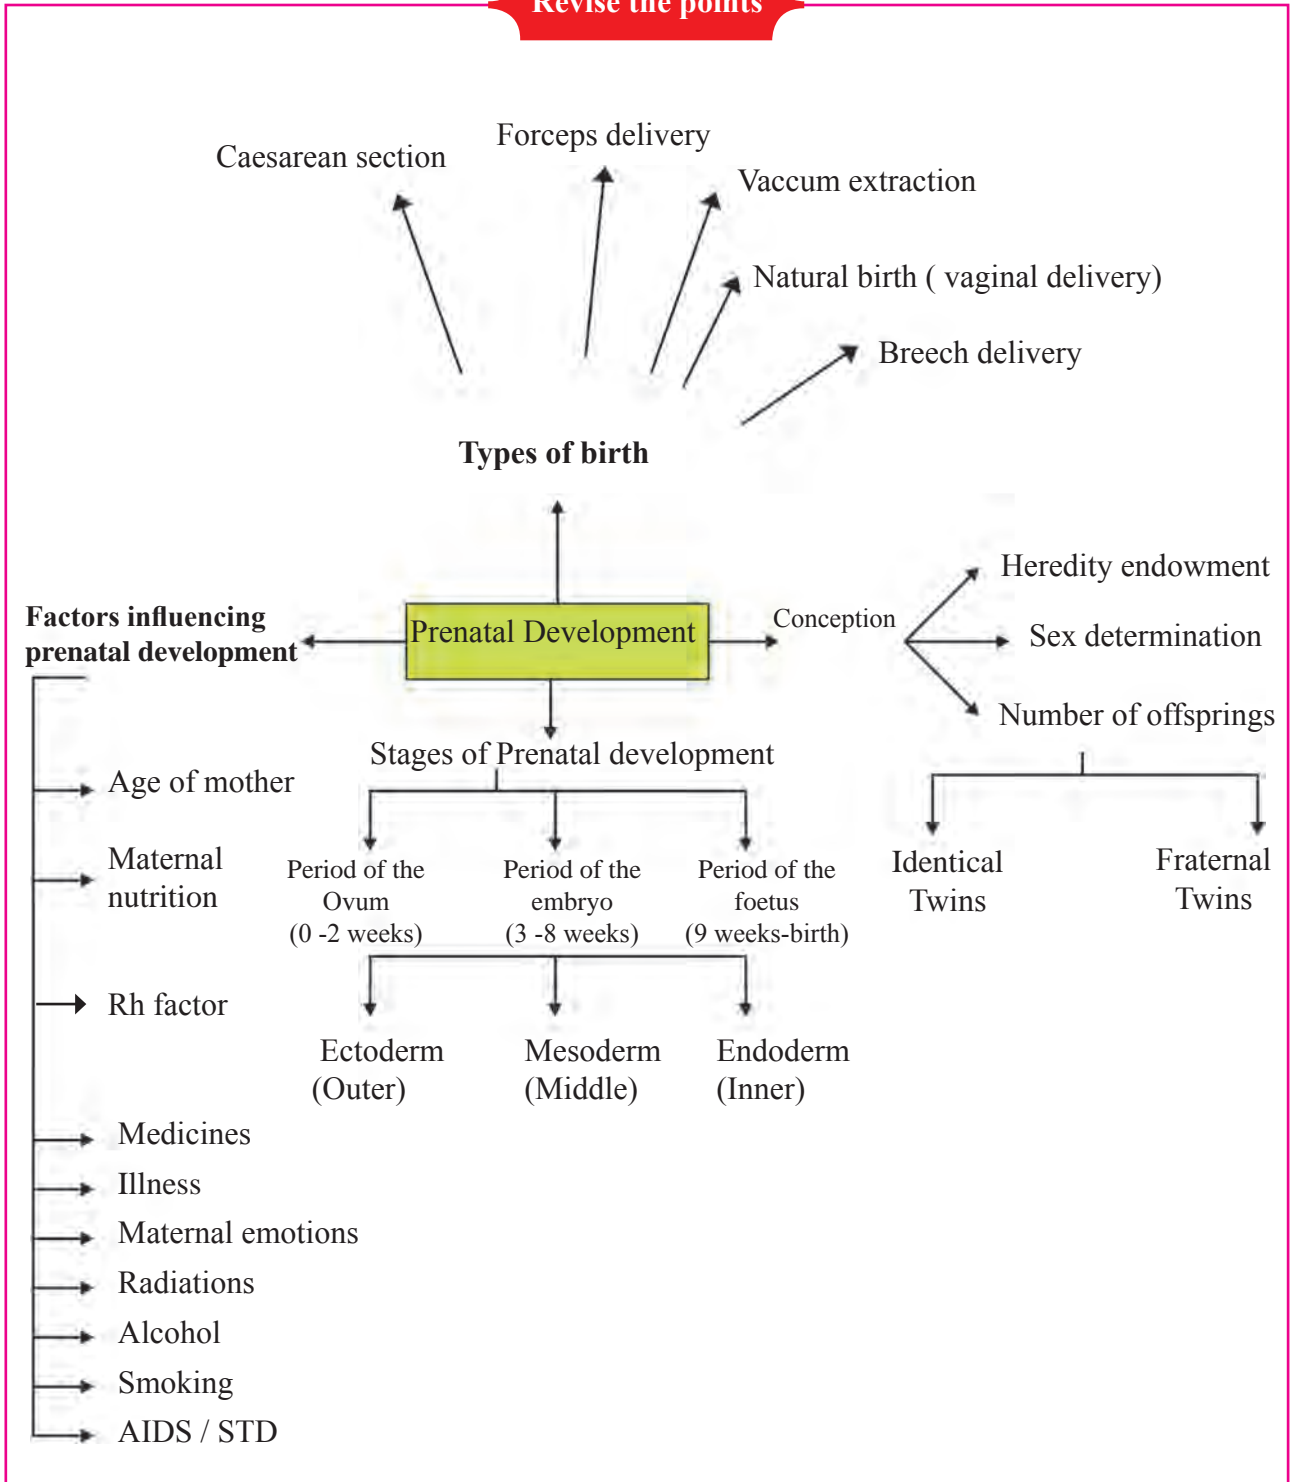 Revise the points
Caesarean section
Forceps delivery
Vaccum extraction
Natural birth ( vaginal delivery)
Breech delivery
Types of birth
Factors influencing
prenatal development
Prenatal Development
Conception
Heredity endowment
Sex determination
Number of offsprings
Identical
Twins
Fraternal
Twins
Stages of Prenatal development
Period of the
Ovum
(0 -2 weeks)
Period of the
embryo
(3 -8 weeks)
Period of the
foetus
(9 weeks-birth)
Ectoderm
(Outer)
Mesoderm
(Middle)
Endoderm
(Inner)
Age of mother
Maternal
nutrition
Rh factor
Medicines
Illness
Maternal emotions
Radiations
Alcohol
Smoking
AIDS / STD